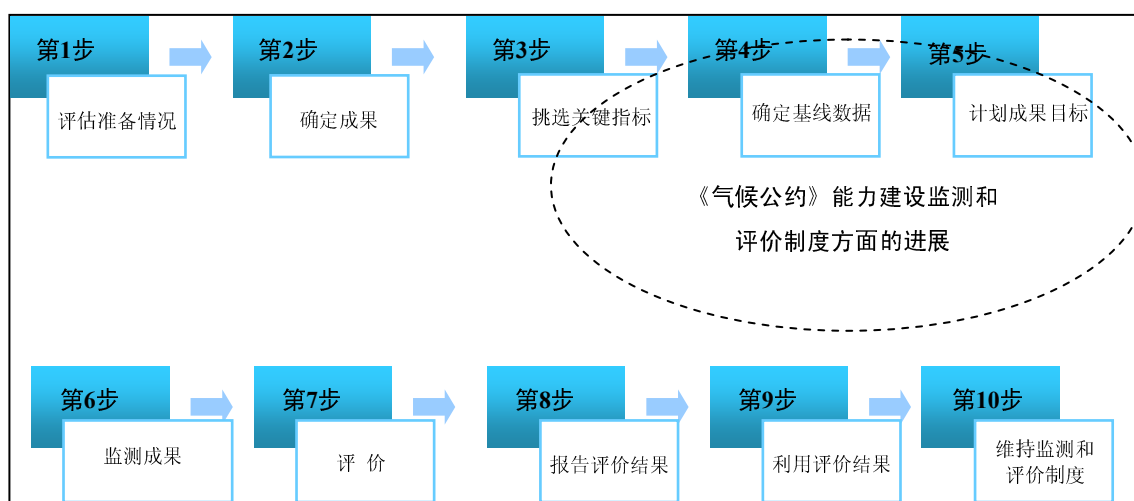 第1步
评估准备情况
第2步
确定成果
第3步
挑选关键指标
第4步
确定基线数据
第5步
计划成果目标
《气候公约》能力建设监测和
评价制度方面的进展
第6步
监测成果
第7步
评 价
第8步
报告评价结果
第9步
利用评价结果
第10步
维持监测和
评价制度